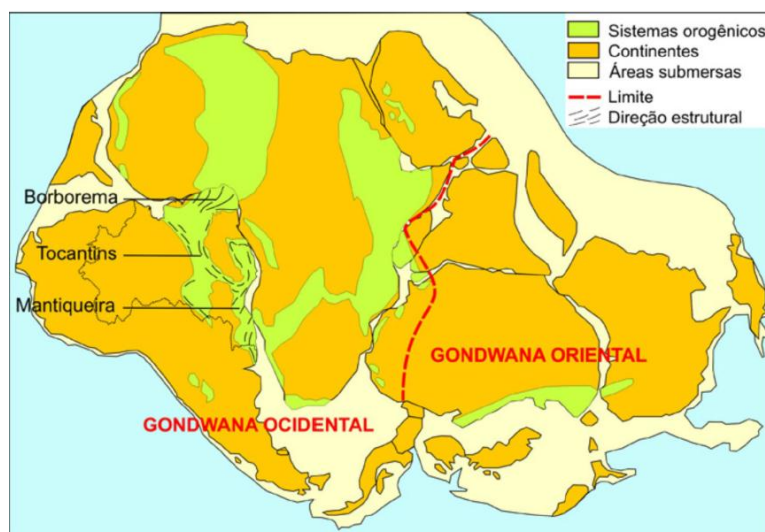 Sistemas orogênicos
Continentes
Áreas submersas
Limite
Direção estrutural
Borborema
Tocantins
Mantiqueira
GONDWANA ORIENTAL
GONDWANA OCIDENTAL